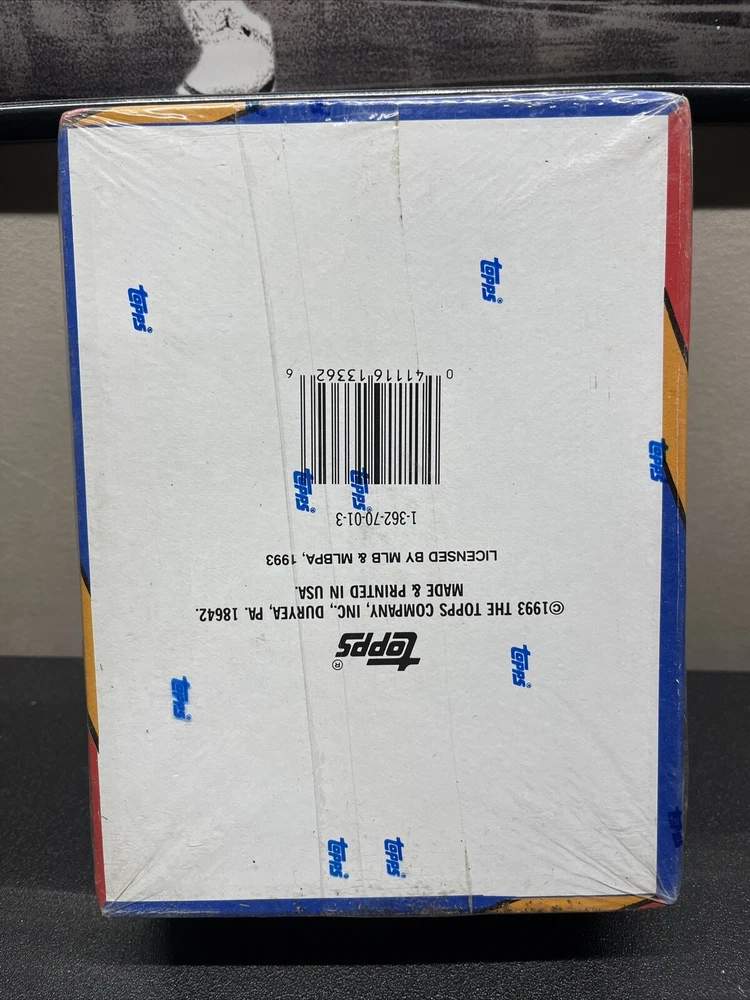 topps®
©1993 THE TOPPS COMPANY, INC., DURYEA, PA. 18642.
MADE & PRINTED IN USA.
LICENSED BY MLB & MLBPA, 1993
1-362-70-01-3
0 41116 13362 6
topps®
topps®
topps
topps
topps
topps®
topps®
topps®
topps®